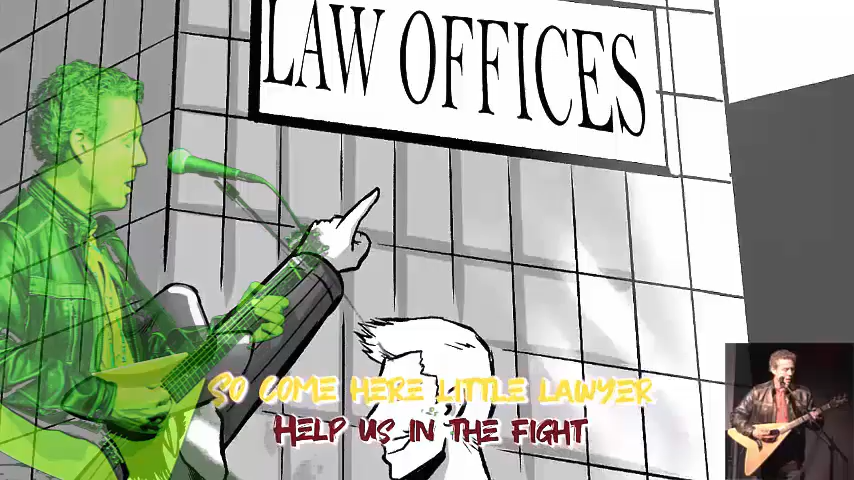 LAW OFFICES
SO COME HERE LITTLE LAWYER
HELP US IN THE FIGHT